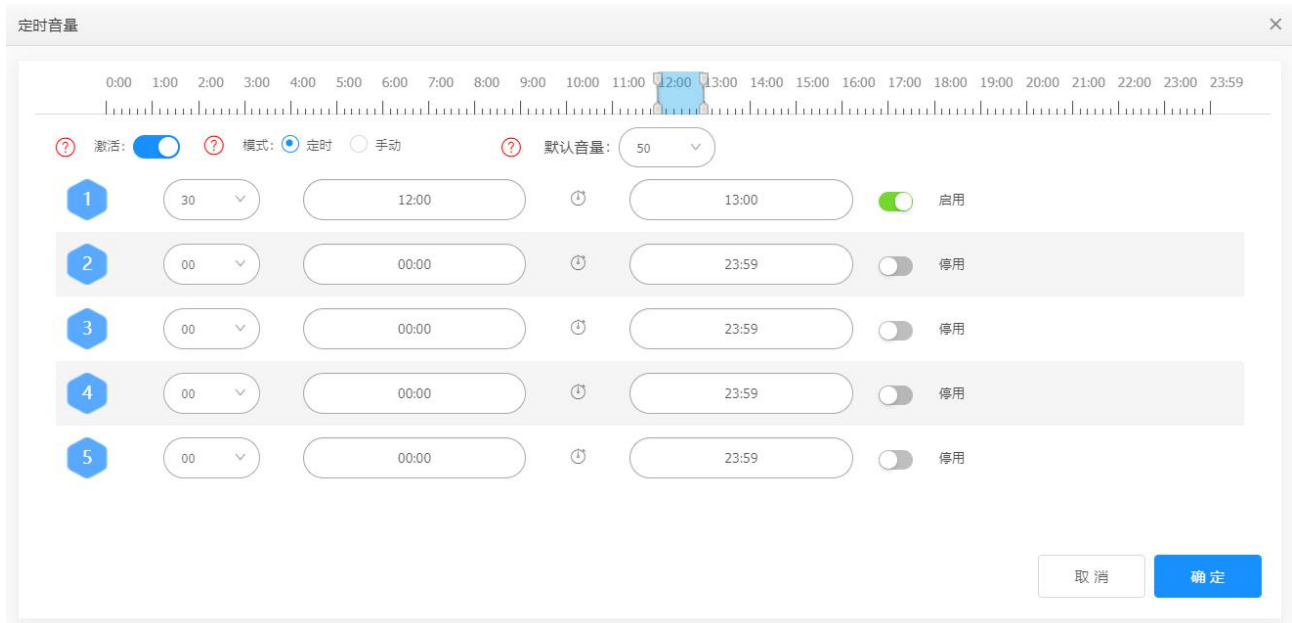 定时音量
0:00 1:00 2:00 3:00 4:00 5:00 6:00 7:00 8:00 9:00 10:00 11:00 12:00 13:00 14:00 15:00 16:00 17:00 18:00 19:00 20:00 21:00 22:00 23:00 23:59
? 激活: ? 模式: 定时 手动 ? 默认音量: 50
1 30 12:00 13:00 启用
2 00 00:00 23:59 停用
3 00 00:00 23:59 停用
4 00 00:00 23:59 停用
5 00 00:00 23:59 停用
取消 确定